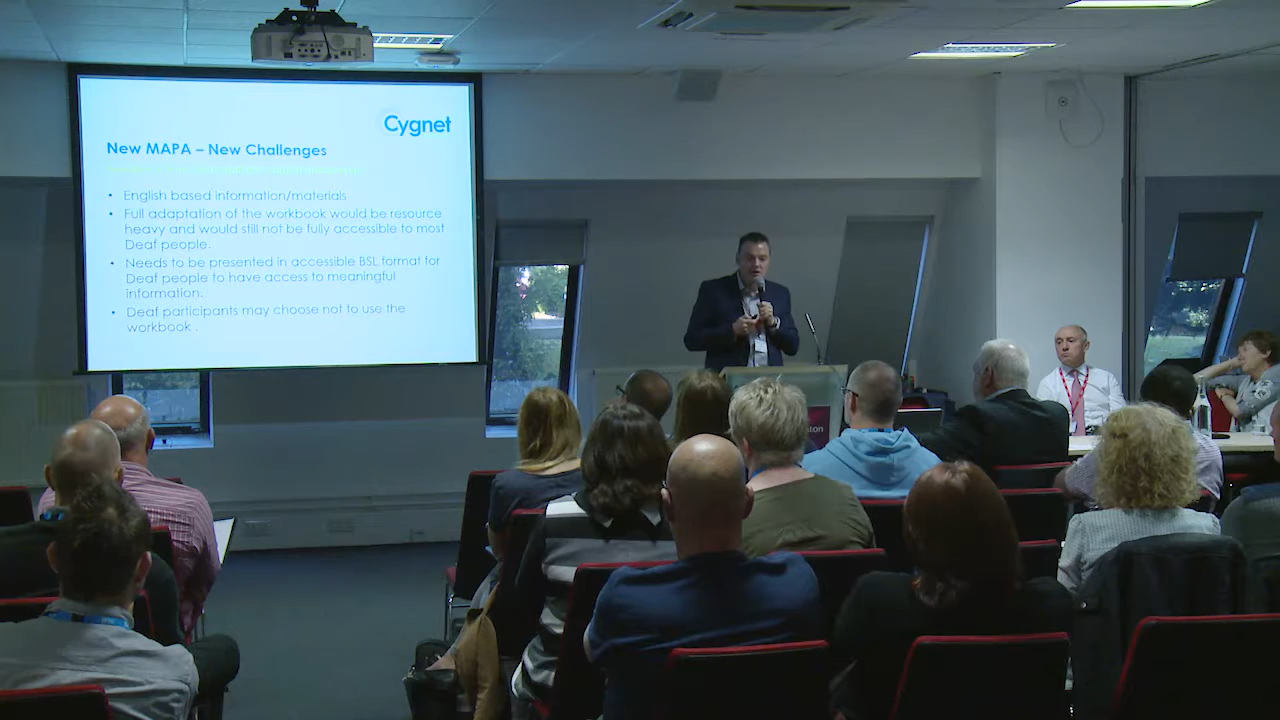 Cygnet
New MAPA – New Challenges
• English based information/materials
• Full adaptation of the workbook would be resource
heavy and would still not be fully accessible to most
Deaf people.
• Needs to be presented in accessible BSL format for
Deaf people to have access to meaningful
information.
• Deaf participants may choose not to use the
workbook .
ston